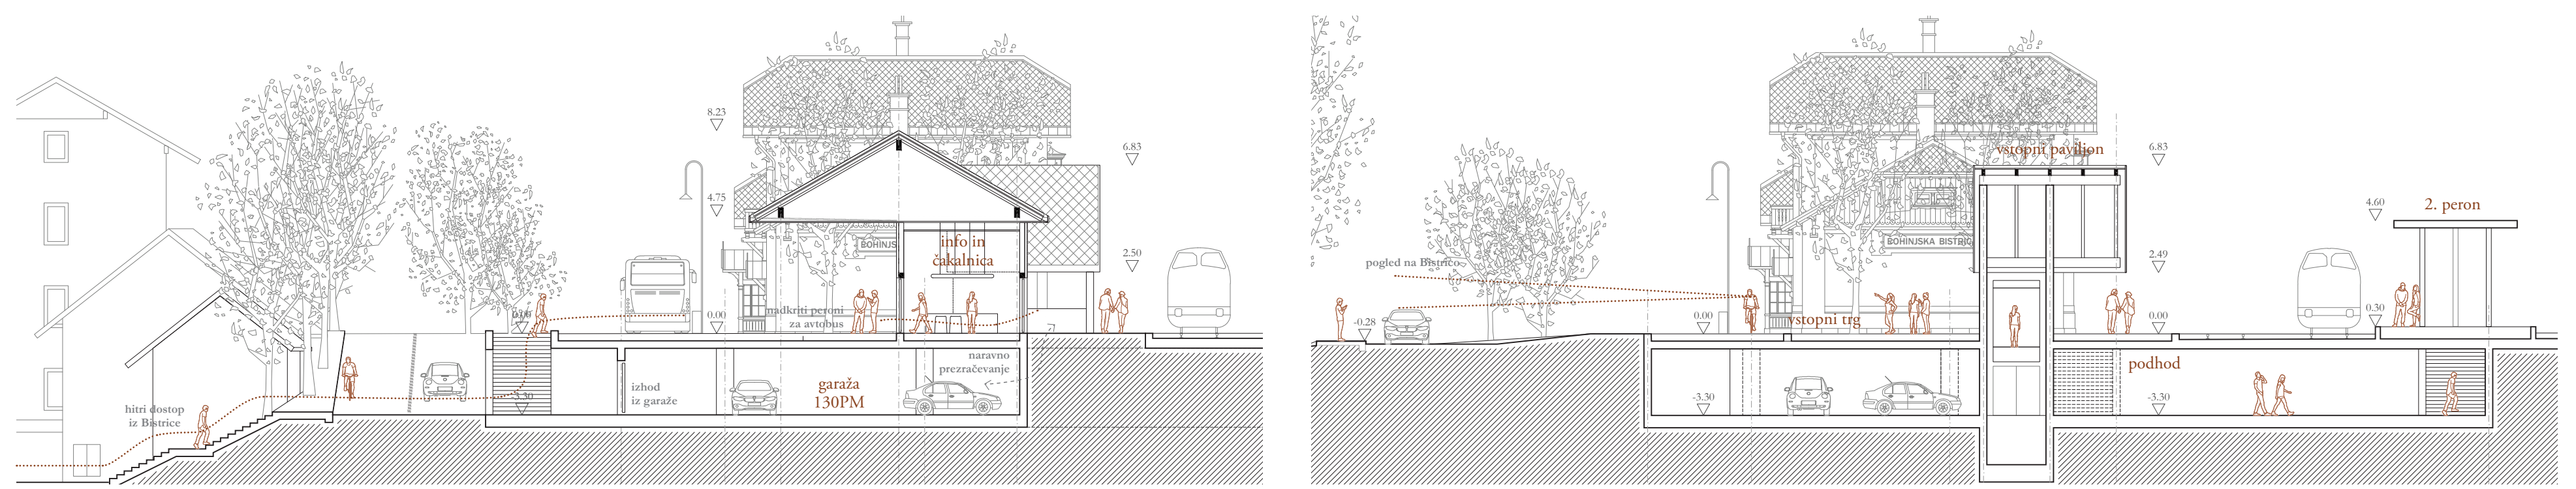 8.23
6.83
4.75
2.50
BOHINJS
info in
čakalnica
0.00
0.00
nadkriti peroni
za avtobus
naravno
prezračevanje
izhod
iz garaže
garaža
130PM
-3.30
hitri dostop
iz Bistrice
vstopni paviljon
6.83
4.60
2. peron
BOHINJSKA BISTRIC
pogled na Bistrico
2.49
-0.28
0.00
vstopni trg
0.00
0.30
podhod
-3.30
-3.30